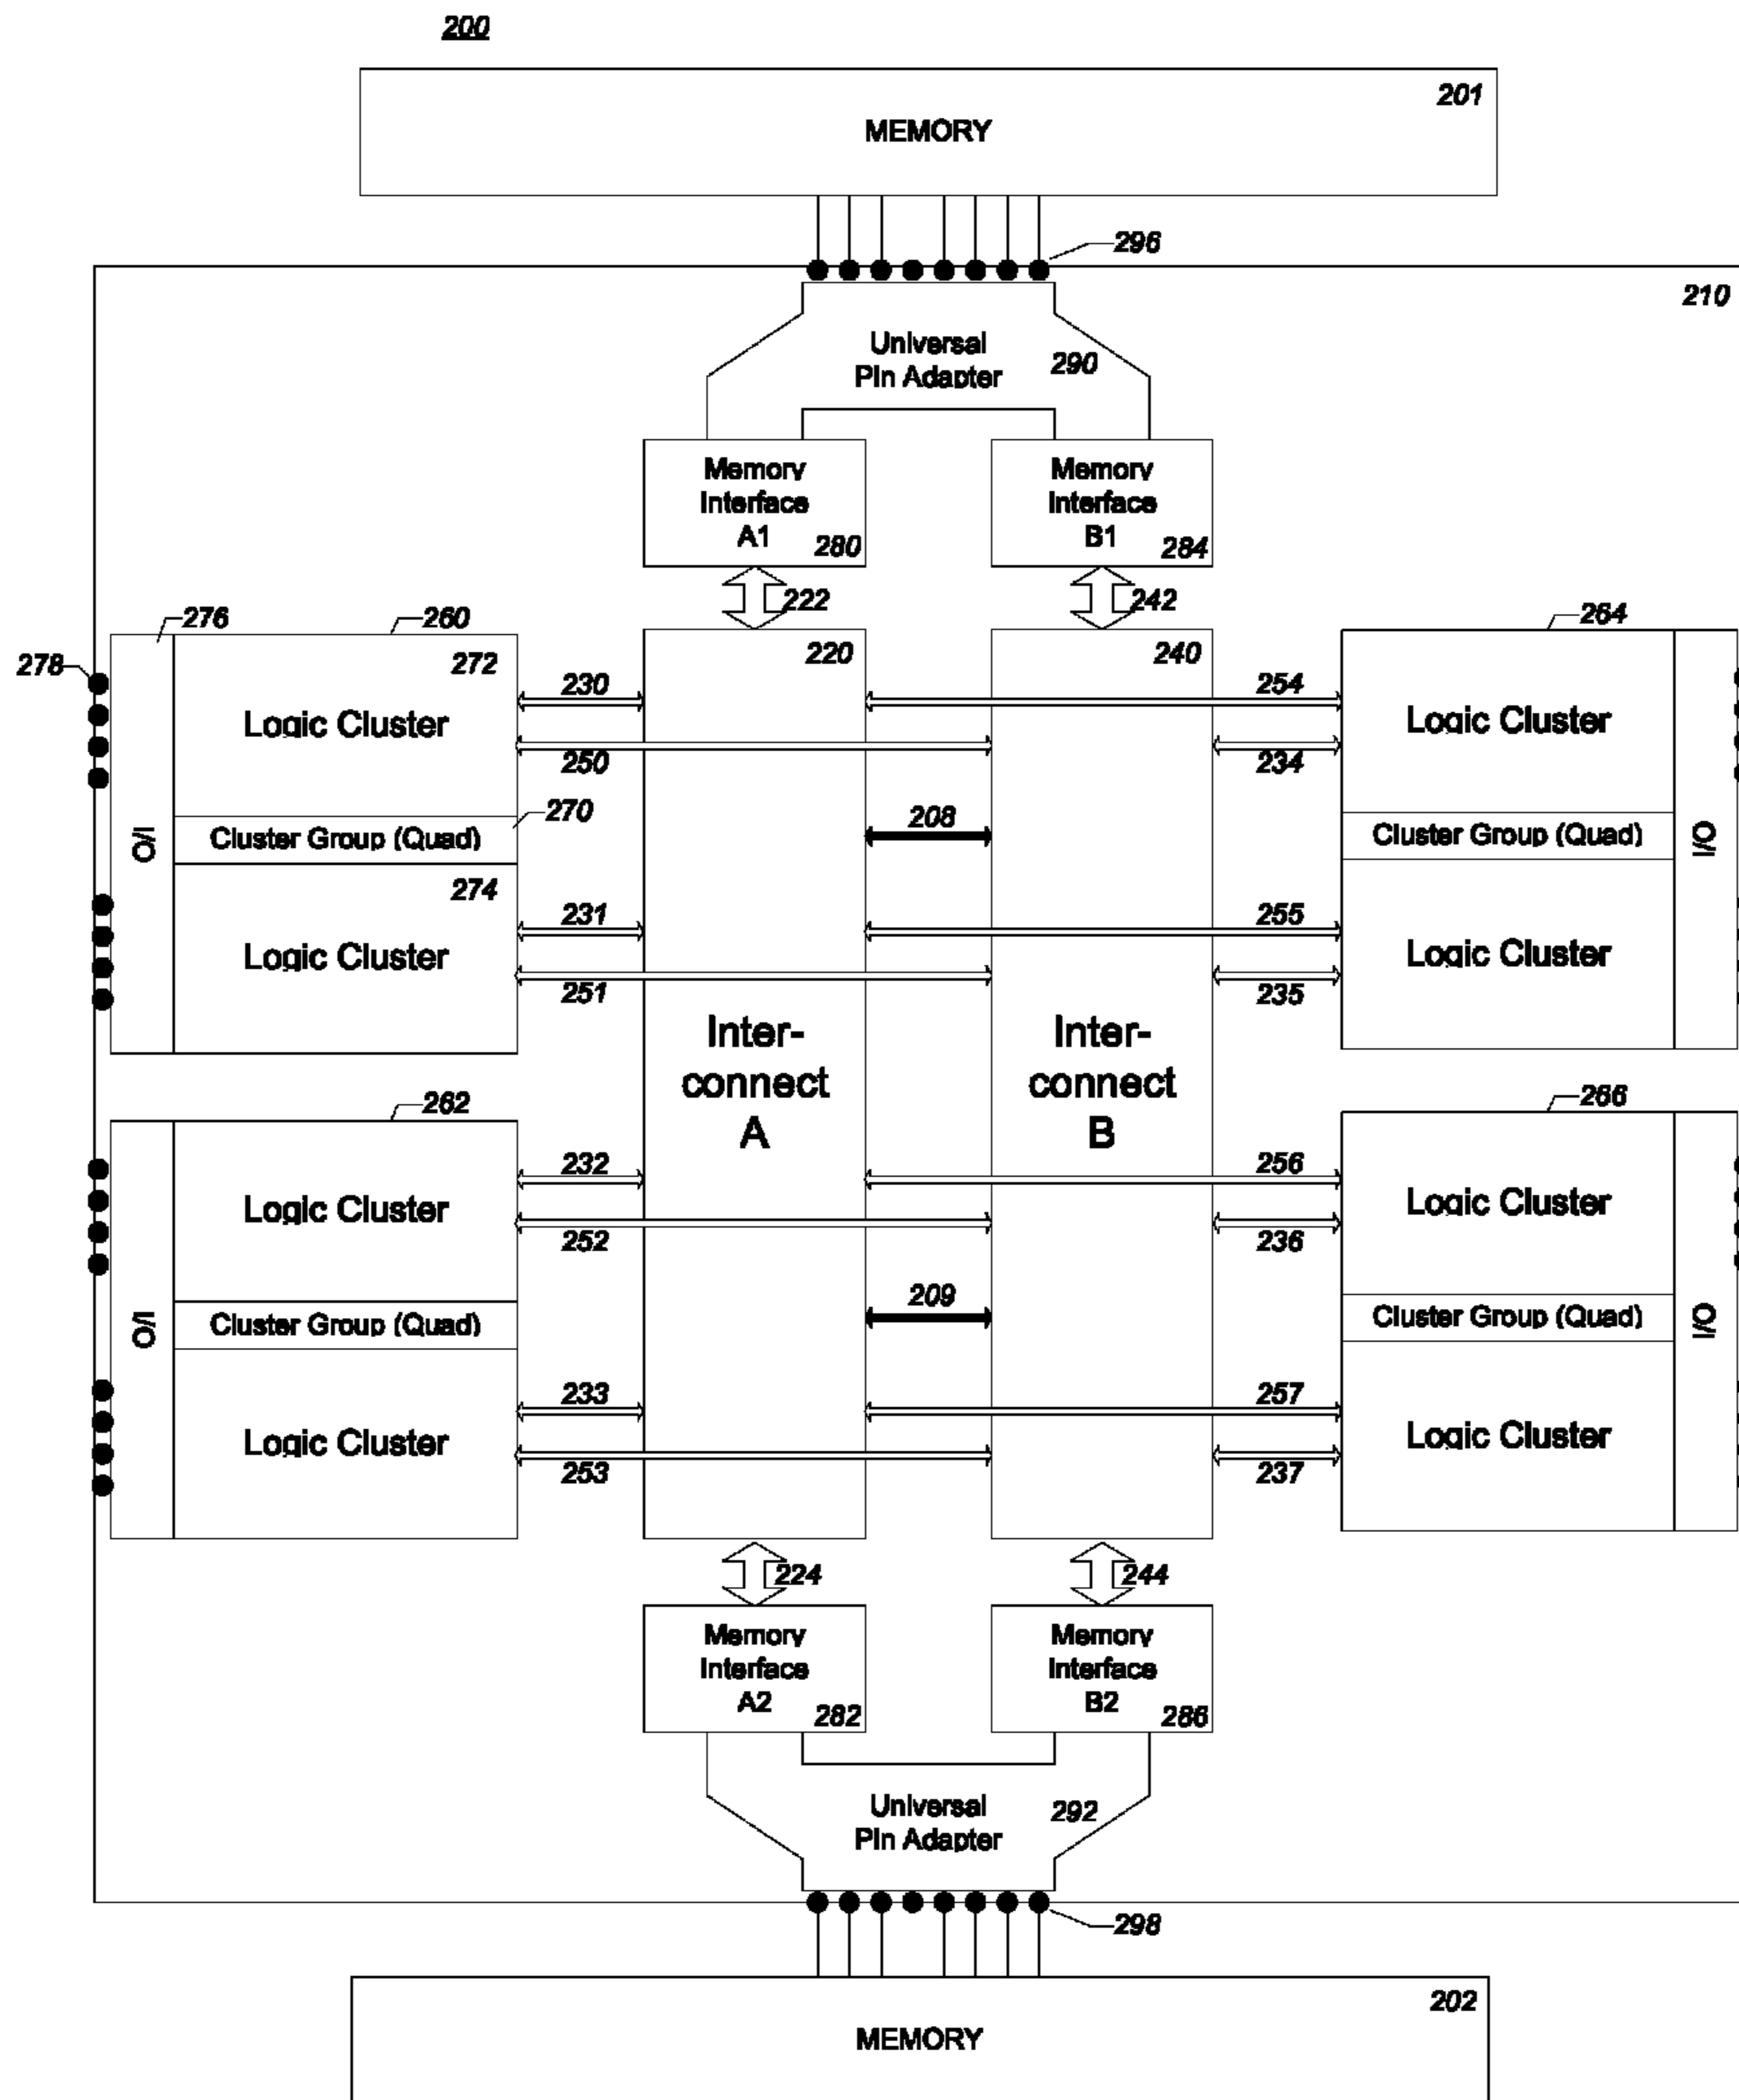 200
201
MEMORY
296
210
Universal
Pin Adapter
290
Memory
Interface
A1
280
Memory
Interface
B1
284
222
242
276
260
264
278
272
220
240
230
254
Logic Cluster
Logic Cluster
250
234
270
208
I/O
Cluster Group (Quad)
Cluster Group (Quad)
I/O
274
231
255
Logic Cluster
Logic Cluster
251
235
Inter-
connect
A
Inter-
connect
B
262
266
232
256
Logic Cluster
Logic Cluster
252
236
209
I/O
Cluster Group (Quad)
Cluster Group (Quad)
I/O
233
257
Logic Cluster
Logic Cluster
253
237
224
244
Memory
Interface
A2
282
Memory
Interface
B2
286
Universal
Pin Adapter
292
298
202
MEMORY